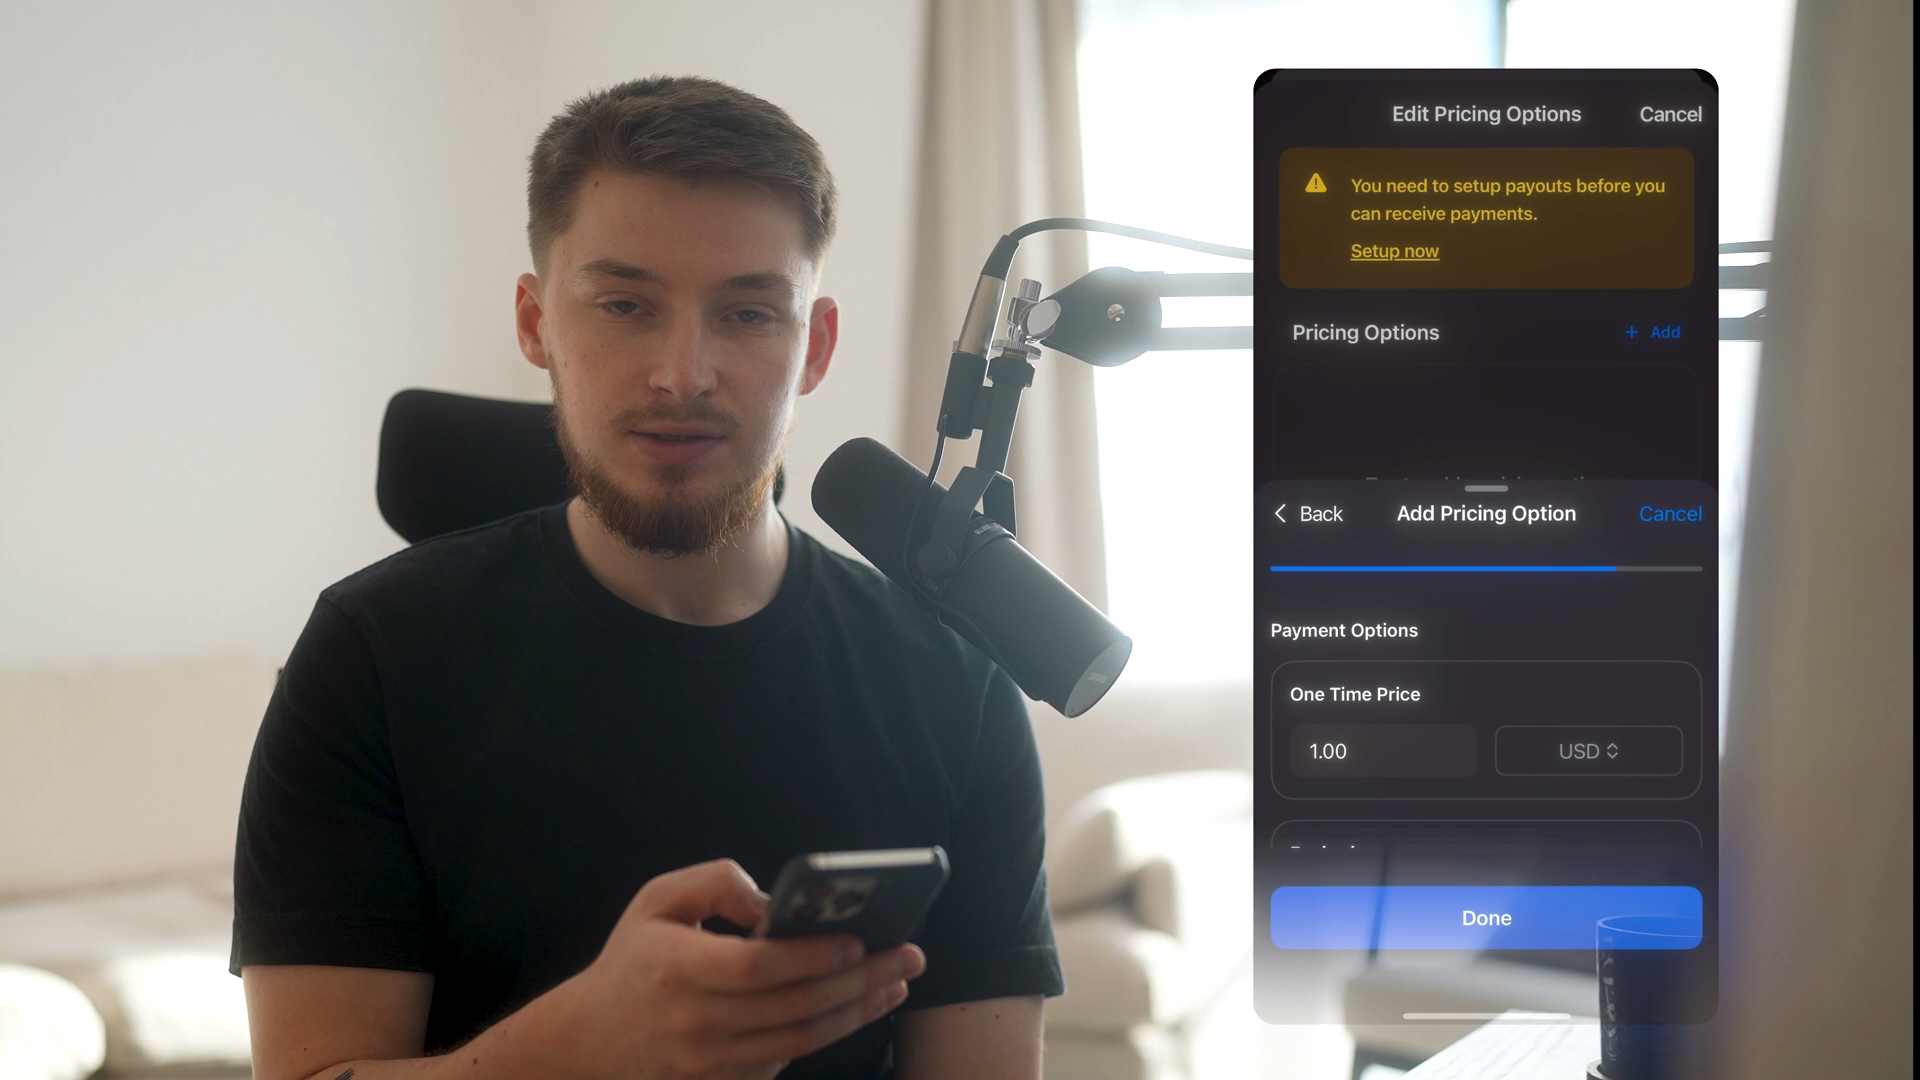 Edit Pricing Options
Cancel
You need to setup payouts before you
can receive payments.
Setup now
Pricing Options
+ Add
Back
Add Pricing Option
Cancel
Payment Options
One Time Price
1.00
USD
Done